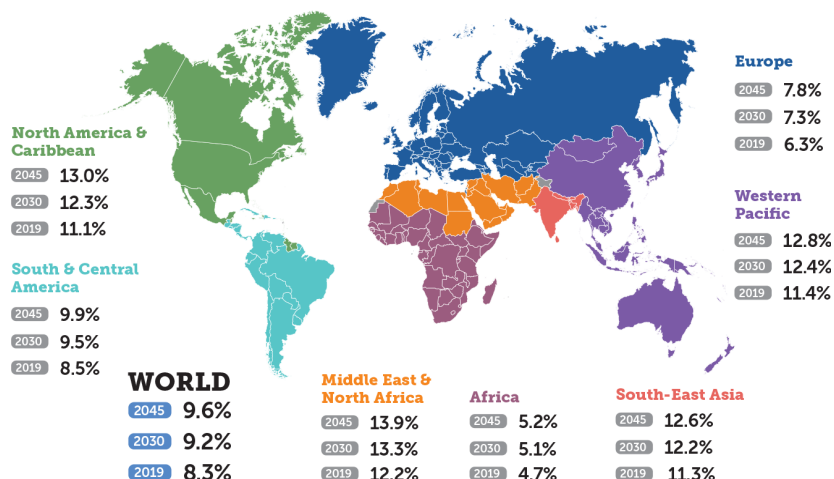 Europe
2045 7.8%
2030 7.3%
2019 6.3%
North America &
Caribbean
2045 13.0%
2030 12.3%
2019 11.1%
Western
Pacific
2045 12.8%
2030 12.4%
2019 11.4%
South & Central
America
2045 9.9%
2030 9.5%
2019 8.5%
WORLD
2045 9.6%
2030 9.2%
2019 8.3%
Middle East &
North Africa
2045 13.9%
2030 13.3%
2019 12.2%
Africa
2045 5.2%
2030 5.1%
2019 4.7%
South-East Asia
2045 12.6%
2030 12.2%
2019 11.3%